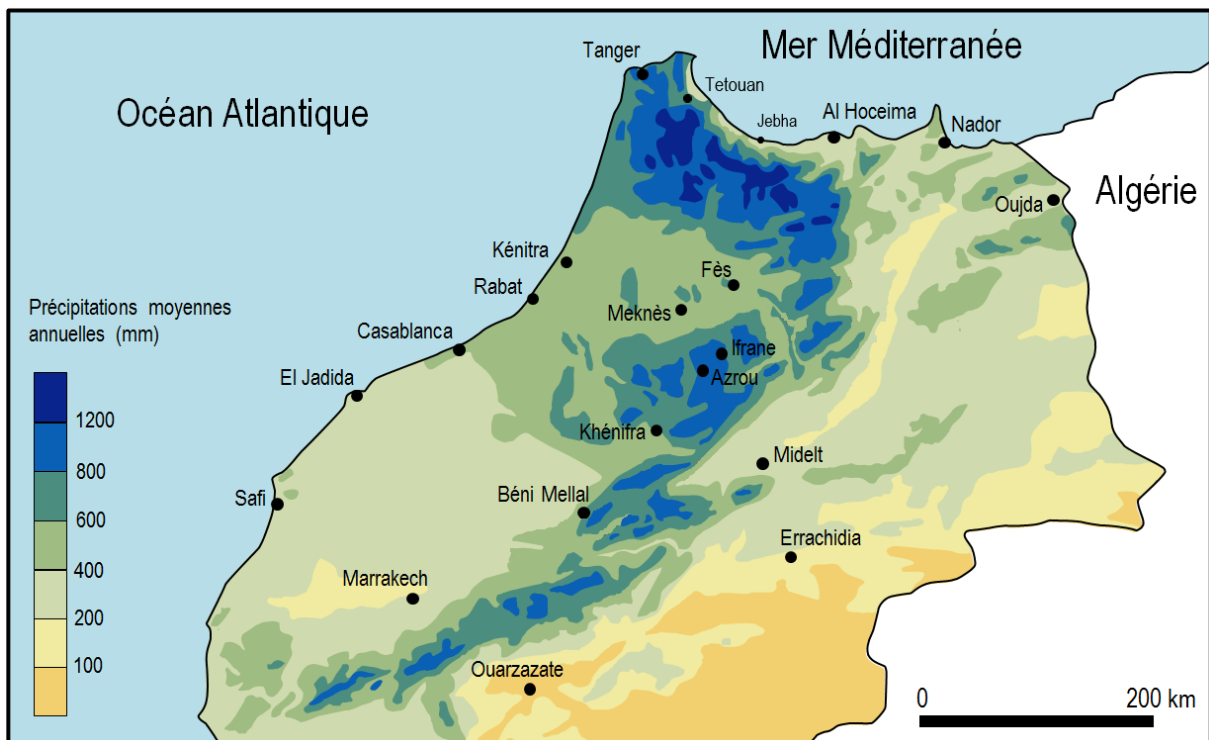 Mer Méditerranée
Océan Atlantique
Algérie
Tanger
Tetouan
Jebha
Al Hoceima
Nador
Oujda
Kénitra
Rabat
Fès
Meknès
Casablanca
Ifrane
Azrou
El Jadida
Khénifra
Midelt
Safi
Béni Mellal
Errachidia
Marrakech
Ouarzazate
Précipitations moyennes
annuelles (mm)
1200
800
600
400
200
100
0 200 km